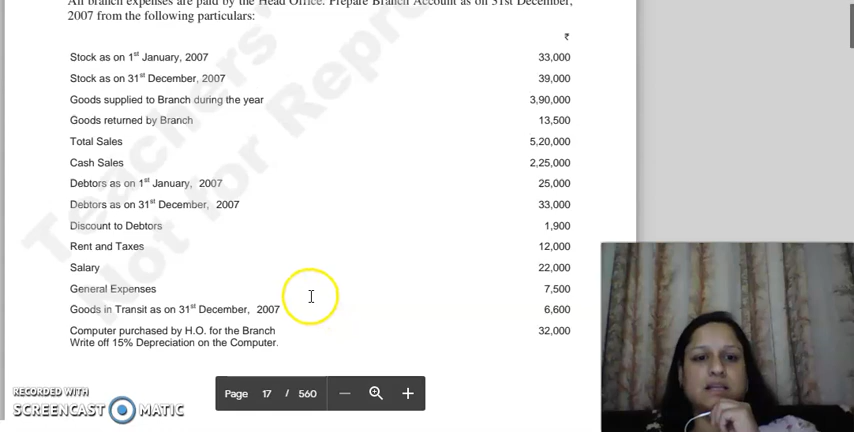 All branch expenses are paid by the Head Office. Prepare Branch Account as on 31st December,
2007 from the following particulars:
₹
Stock as on 1st January, 2007 33,000
Stock as on 31st December, 2007 39,000
Goods supplied to Branch during the year 3,90,000
Goods returned by Branch 13,500
Total Sales 5,20,000
Cash Sales 2,25,000
Debtors as on 1st January, 2007 25,000
Debtors as on 31st December, 2007 33,000
Discount to Debtors 1,900
Rent and Taxes 12,000
Salary 22,000
General Expenses 7,500
Goods in Transit as on 31st December, 2007 6,600
Computer purchased by H.O. for the Branch 32,000
Write off 15% Depreciation on the Computer.
Teachers'
Not for Repr
Page 17 / 560
RECORDED WITH
SCREENCAST MATIC